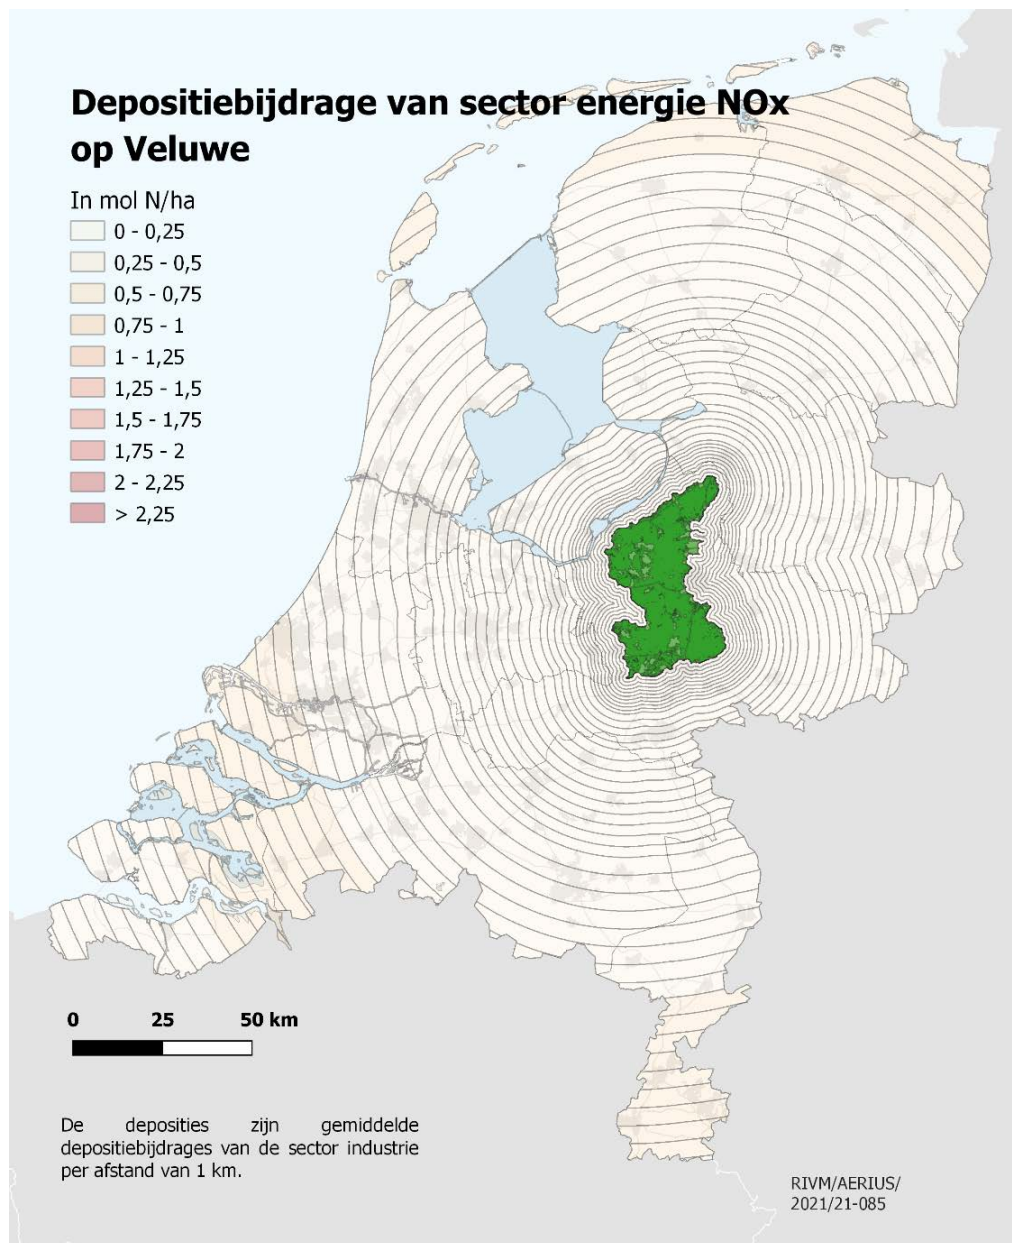 Depositiebijdrage van sector energie NOx
op Veluwe
In mol N/ha
0 - 0,25
0,25 - 0,5
0,5 - 0,75
0,75 - 1
1 - 1,25
1,25 - 1,5
1,5 - 1,75
1,75 - 2
2 - 2,25
> 2,25
0 25 50 km
De deposities zijn gemiddelde
depositiebijdrages van de sector industrie
per afstand van 1 km.
RIVM/AERIUS/
2021/21-085